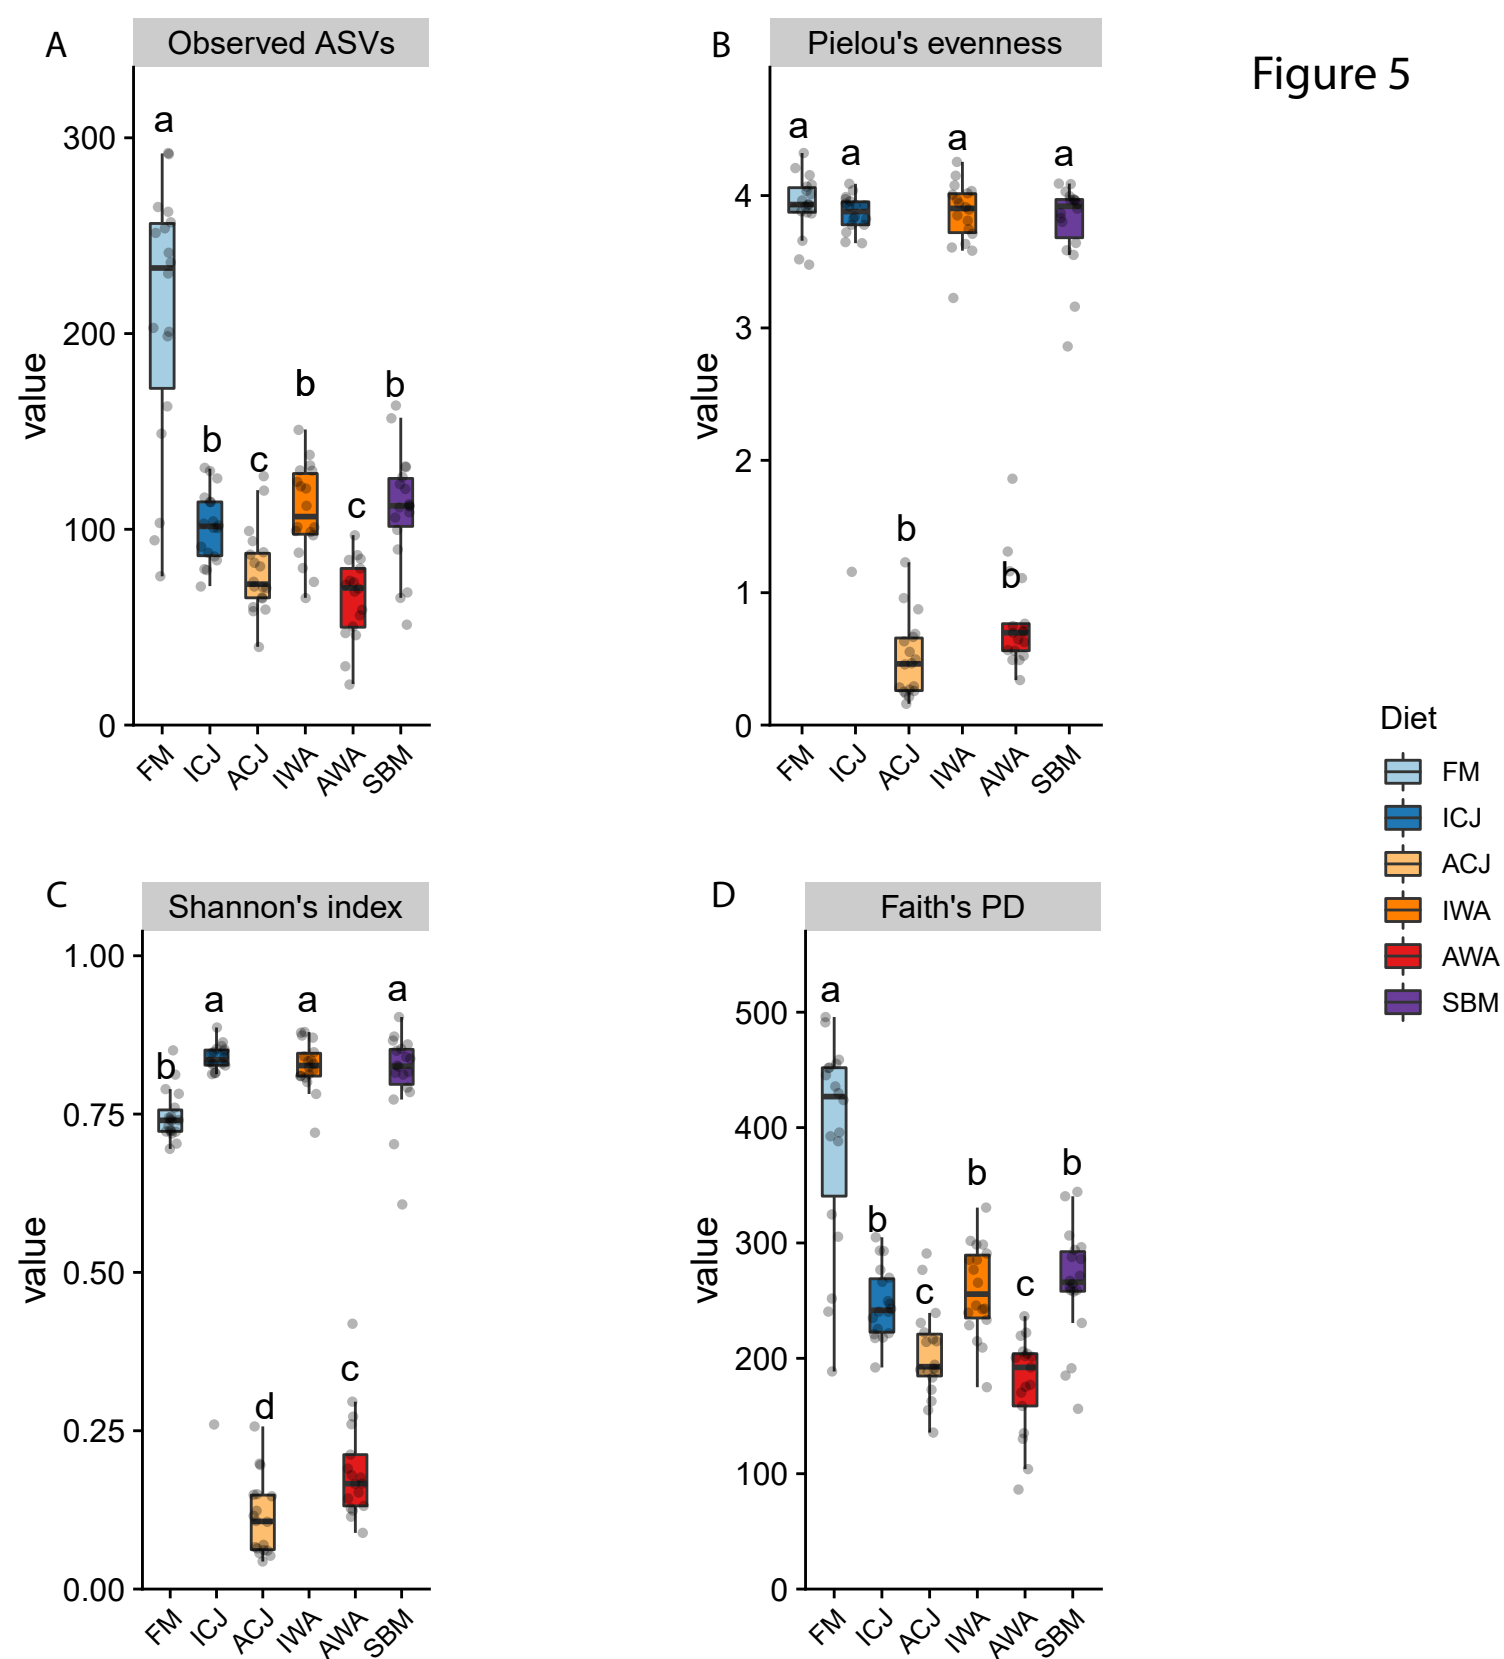 Figure 5
A
Observed ASVs
value
300
200
100
0
a
b
c
b
c
b
FM
ICJ
ACJ
IWA
AWA
SBM
B
Pielou's evenness
value
4
3
2
1
0
a
a
b
a
b
a
FM
ICJ
ACJ
IWA
AWA
SBM
C
Shannon's index
value
1.00
0.75
0.50
0.25
0.00
b
a
d
a
c
a
FM
ICJ
ACJ
IWA
AWA
SBM
D
Faith's PD
value
500
400
300
200
100
0
a
b
c
b
c
b
FM
ICJ
ACJ
IWA
AWA
SBM
Diet
FM
ICJ
ACJ
IWA
AWA
SBM